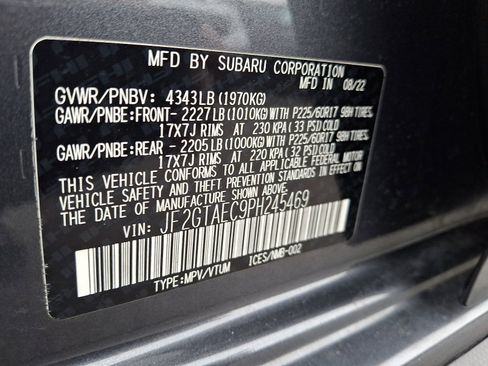 MFD BY SUBARU CORPORATION
MFD IN 08/22
GVWR/PNBV: 4343LB (1970KG)
GAWR/PNBE:FRONT- 2227LB (1010KG) WITH P225/60R17 98H TIRES,
17X7J RIMS AT 230 KPA (33 PSI) COLD
GAWR/PNBE:REAR - 2205LB (1000KG) WITH P225/60R17 98H TIRES,
17X7J RIMS AT 220 KPA (32 PSI) COLD
THIS VEHICLE CONFORMS TO ALL APPLICABLE FEDERAL MOTOR
VEHICLE SAFETY AND THEFT PREVENTION STANDARDS IN EFFECT
ON THE DATE OF MANUFACTURE SHOWN ABOVE.
VIN: JF2GTAEC9PH245469
TYPE:MPV/VTUM ICES/NMB-002